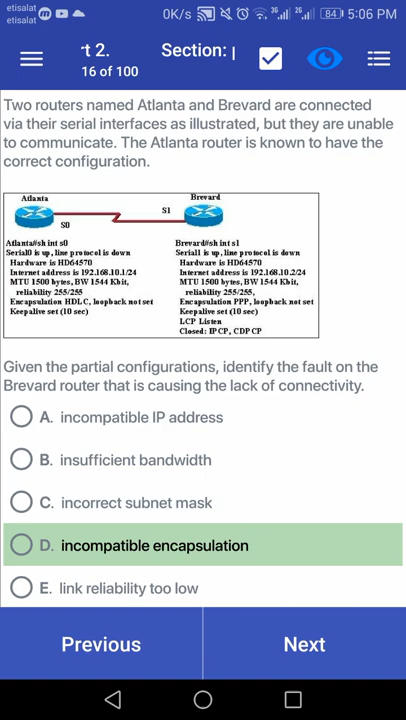 etisalat
etisalat
0K/s 3G 2G 84 5:06 PM
't 2. Section: |
16 of 100
Two routers named Atlanta and Brevard are connected
via their serial interfaces as illustrated, but they are unable
to communicate. The Atlanta router is known to have the
correct configuration.
Atlanta Brevard
S0 S1
Atlanta#sh int s0
Serial0 is up, line protocol is down
Hardware is HD64570
Internet address is 192.168.10.1/24
MTU 1500 bytes, BW 1544 Kbit,
reliability 255/255
Encapsulation HDLC, loopback not set
Keepalive set (10 sec)
Brevard#sh int s1
Serial1 is up, line protocol is down
Hardware is HD64570
Internet address is 192.168.10.2/24
MTU 1500 bytes, BW 1544 Kbit,
reliability 255/255,
Encapsulation PPP, loopback not set
Keepalive set (10 sec)
LCP Listen
Closed: IPCP, CDPCP
Given the partial configurations, identify the fault on the
Brevard router that is causing the lack of connectivity.
A. incompatible IP address
B. insufficient bandwidth
C. incorrect subnet mask
D. incompatible encapsulation
E. link reliability too low
Previous Next